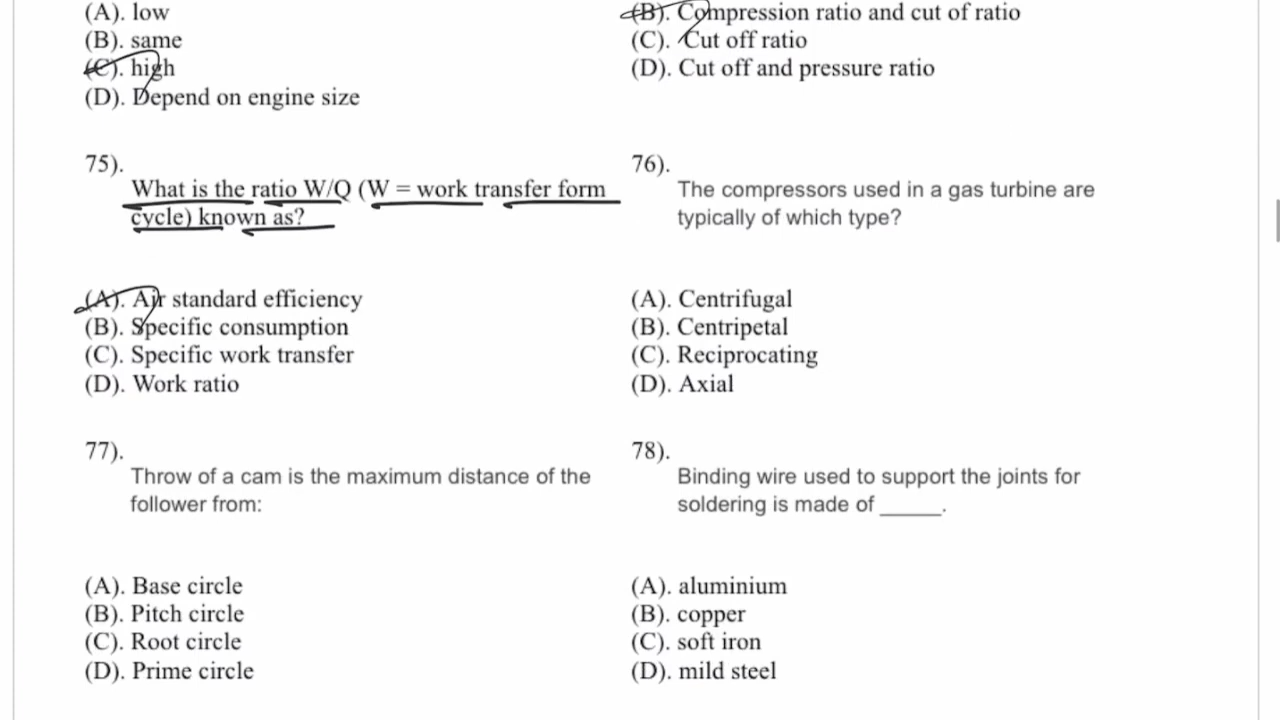 (A). low
(B). same
(C). high
(D). Depend on engine size
(B). Compression ratio and cut of ratio
(C). Cut off ratio
(D). Cut off and pressure ratio
75).
What is the ratio W/Q (W = work transfer form
cycle) known as?
(A). Air standard efficiency
(B). Specific consumption
(C). Specific work transfer
(D). Work ratio
76).
The compressors used in a gas turbine are
typically of which type?
(A). Centrifugal
(B). Centripetal
(C). Reciprocating
(D). Axial
77).
Throw of a cam is the maximum distance of the
follower from:
(A). Base circle
(B). Pitch circle
(C). Root circle
(D). Prime circle
78).
Binding wire used to support the joints for
soldering is made of _____.
(A). aluminium
(B). copper
(C). soft iron
(D). mild steel